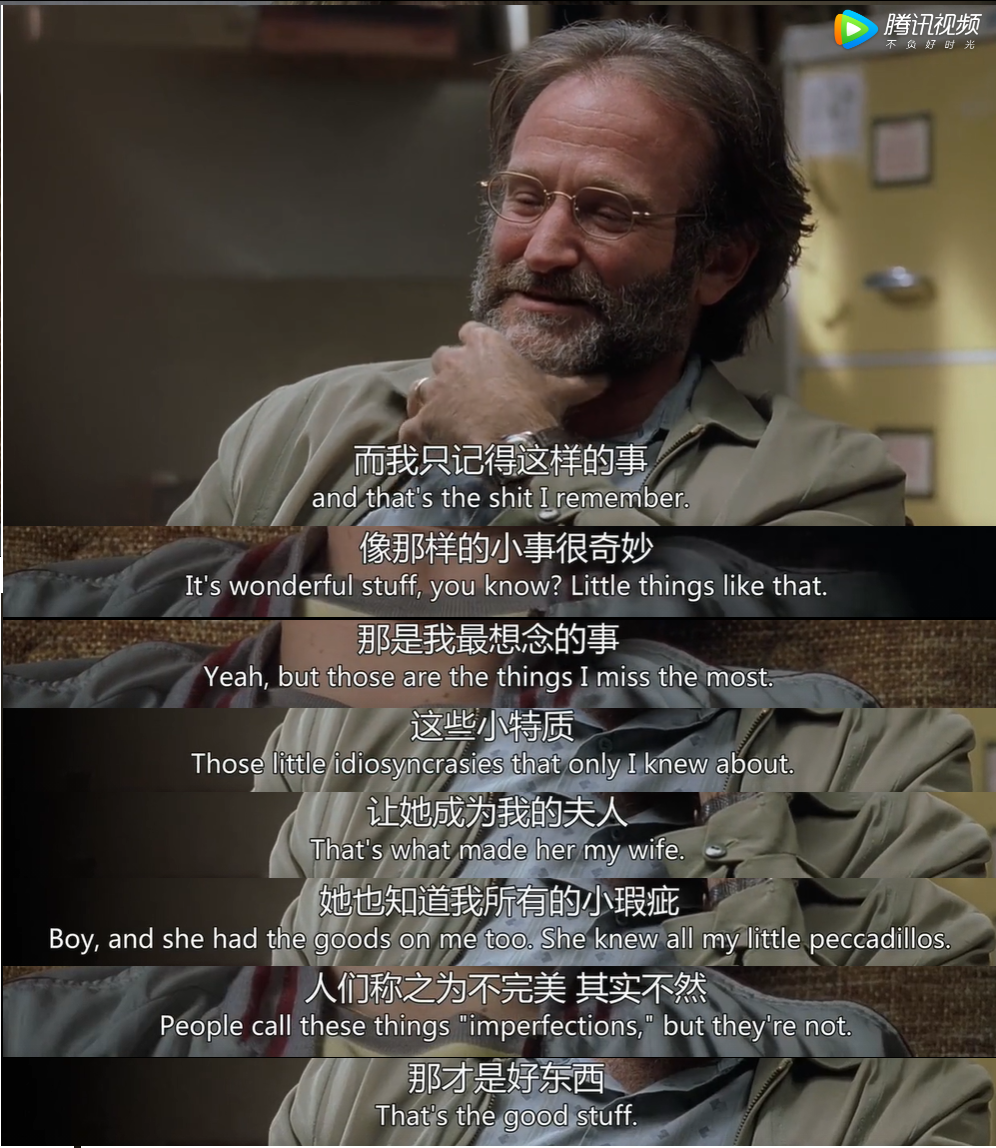 腾讯视频
不负好时光
而我只记得这样的事
and that's the shit I remember.
像那样的小事很奇妙
It's wonderful stuff, you know? Little things like that.
那是我最想念的事
Yeah, but those are the things I miss the most.
这些小特质
Those little idiosyncrasies that only I knew about.
让她成为我的夫人
That's what made her my wife.
她也知道我所有的小瑕疵
Boy, and she had the goods on me too. She knew all my little peccadillos.
人们称之为不完美 其实不然
People call these things "imperfections," but they're not.
那才是好东西
That's the good stuff.